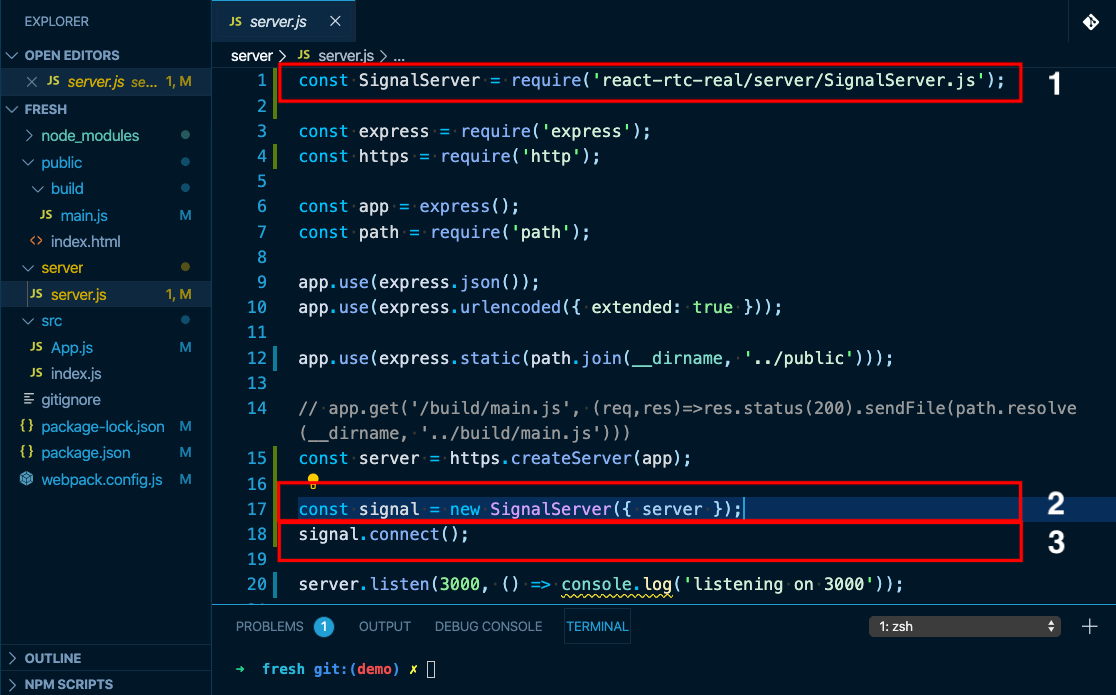 EXPLORER
OPEN EDITORS
JS server.js se... 1, M
FRESH
node_modules
public
build
JS main.js M
<> index.html
server
JS server.js 1, M
src
JS App.js M
JS index.js
gitignore
{} package-lock.json M
{} package.json M
webpack.config.js M
OUTLINE
NPM SCRIPTS
JS server.js
server > JS server.js > ...
1 const SignalServer = require('react-rtc-real/server/SignalServer.js'); 1
2
3 const express = require('express');
4 const https = require('http');
5
6 const app = express();
7 const path = require('path');
8
9 app.use(express.json());
10 app.use(express.urlencoded({ extended: true }));
11
12 app.use(express.static(path.join(__dirname, '../public')));
13
14 // app.get('/build/main.js', (req,res)=>res.status(200).sendFile(path.resolve
(__dirname, '../build/main.js')))
15 const server = https.createServer(app);
16
17 const signal = new SignalServer({ server }); 2
18 signal.connect(); 3
19
20 server.listen(3000, () => console.log('listening on 3000'));
PROBLEMS 1 OUTPUT DEBUG CONSOLE TERMINAL 1: zsh
→ fresh git:(demo) ✗